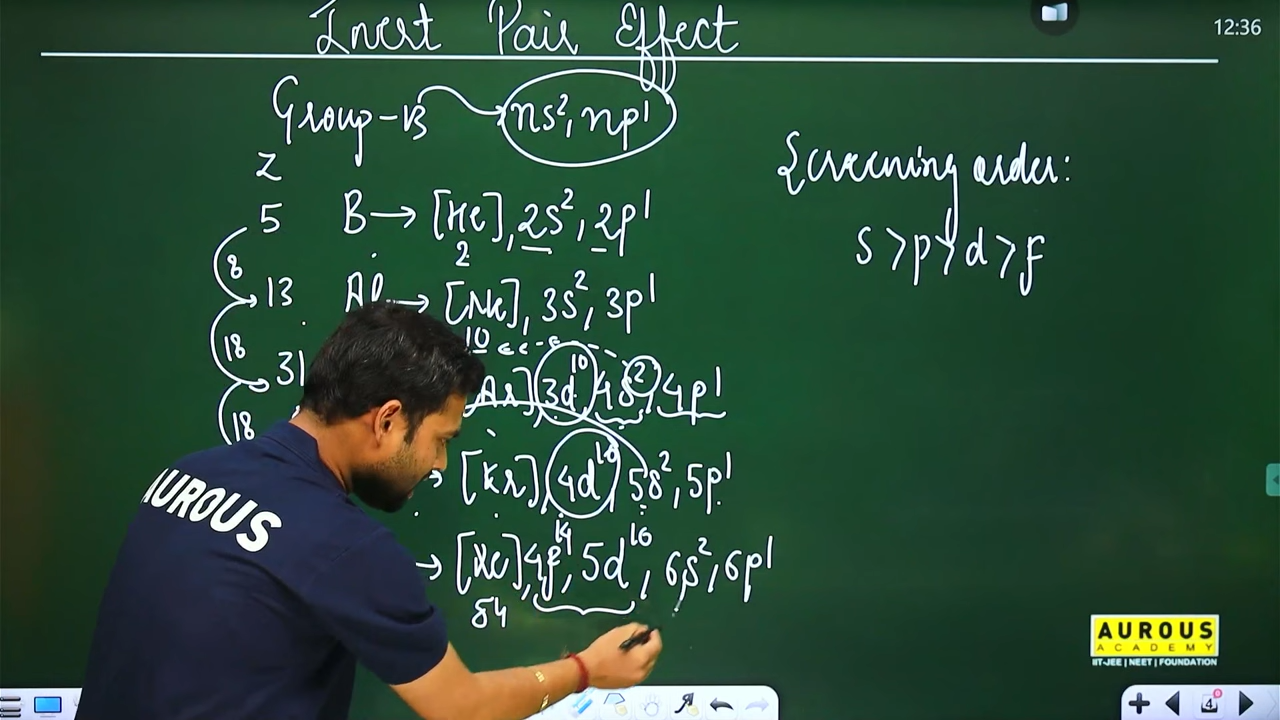 Inert Pair Effect
12:36
Group-13 → ns², np¹
Z
5 B → [He], 2s², 2p¹
2
8
13 Al → [Ne], 3s², 3p¹
10
18
31 [Ar] 3d¹⁰ 4s², 4p¹
18
→ [Kr], 4d¹⁰, 5s², 5p¹
→ [Xe], 4f¹⁴, 5d¹⁰, 6s², 6p¹
54
Screening order:
s > p > d > f
AUROUS
AUROUS
ACADEMY
IIT-JEE | NEET | FOUNDATION
4